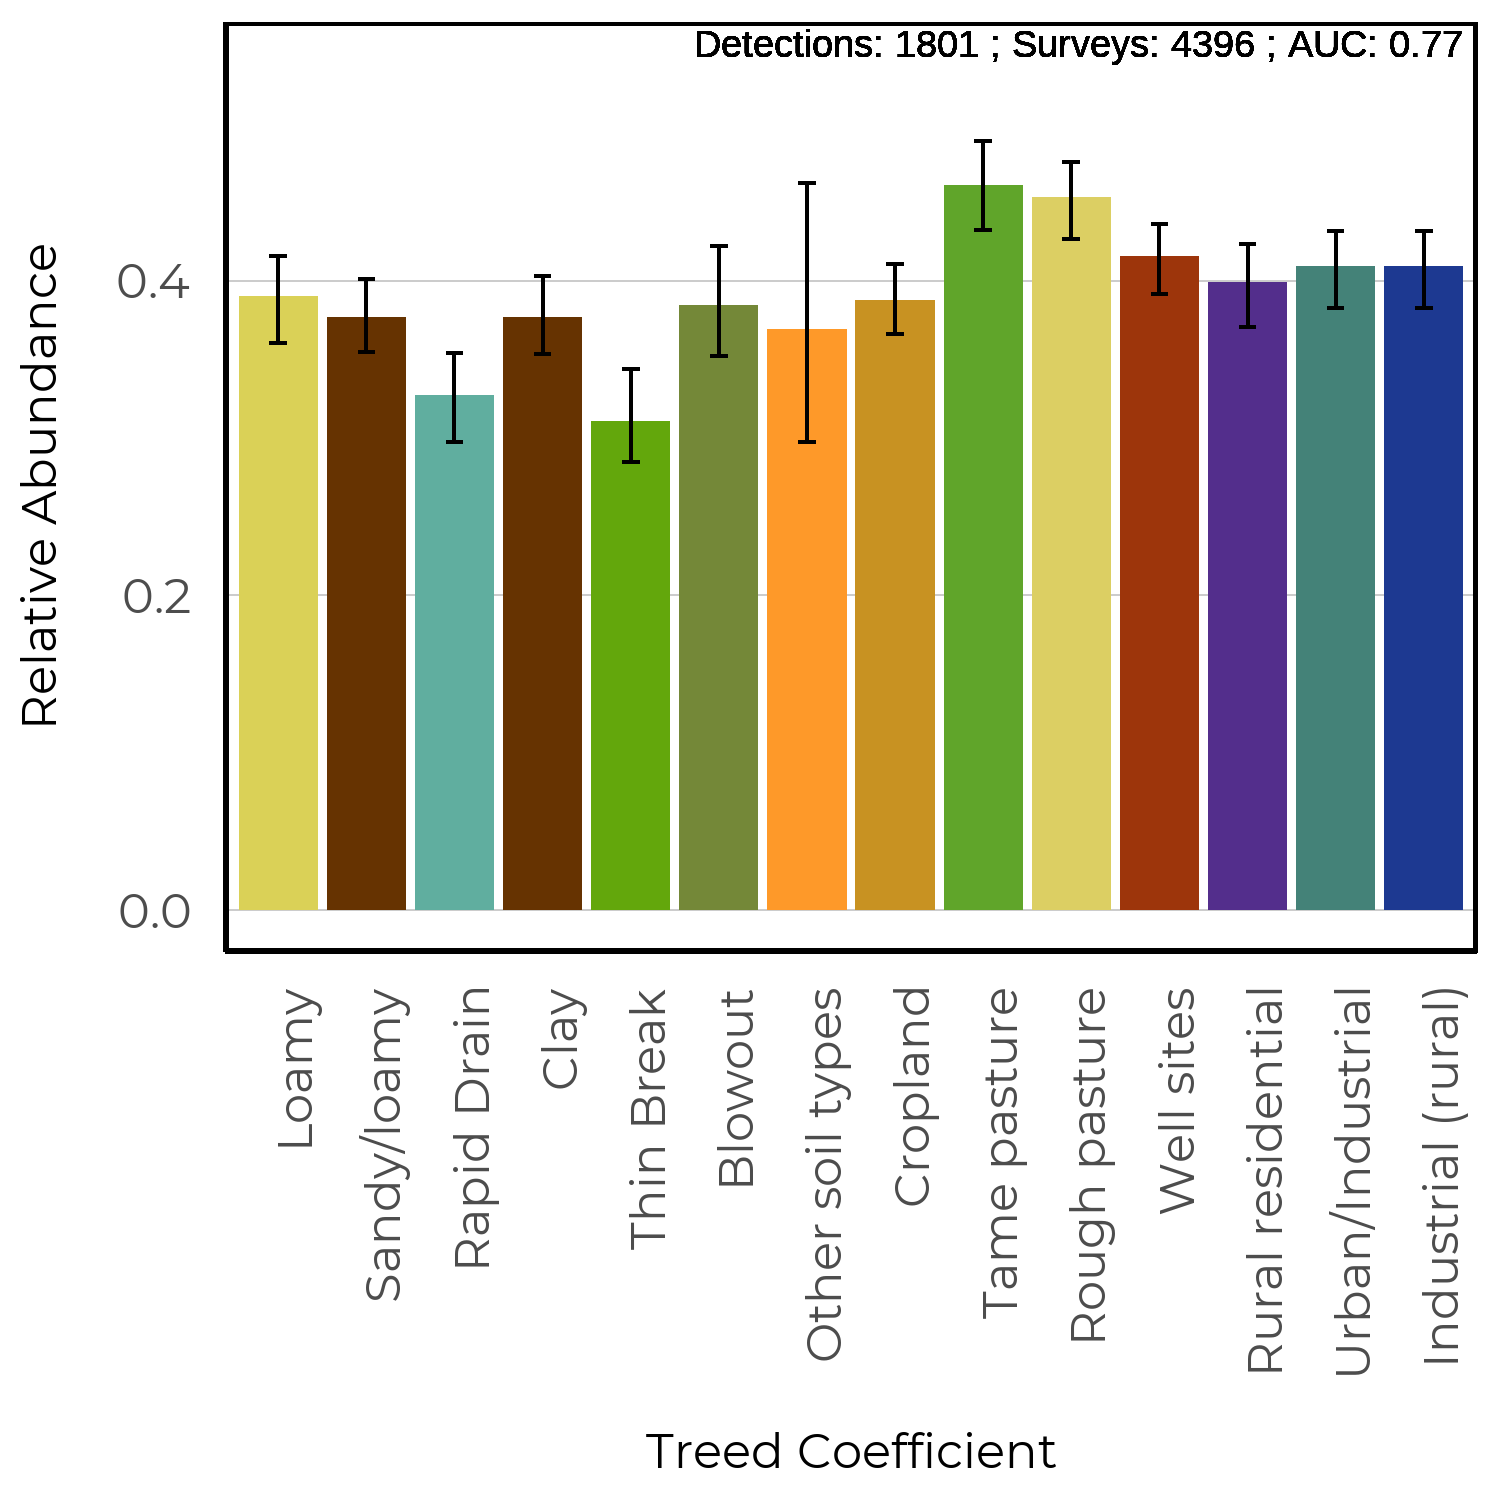 Detections: 1801 ; Surveys: 4396 ; AUC: 0.77
Relative Abundance
0.4
0.2
0.0
Loamy
Sandy/loamy
Rapid Drain
Clay
Thin Break
Blowout
Other soil types
Cropland
Tame pasture
Rough pasture
Well sites
Rural residential
Urban/Industrial
Industrial (rural)
Treed Coefficient